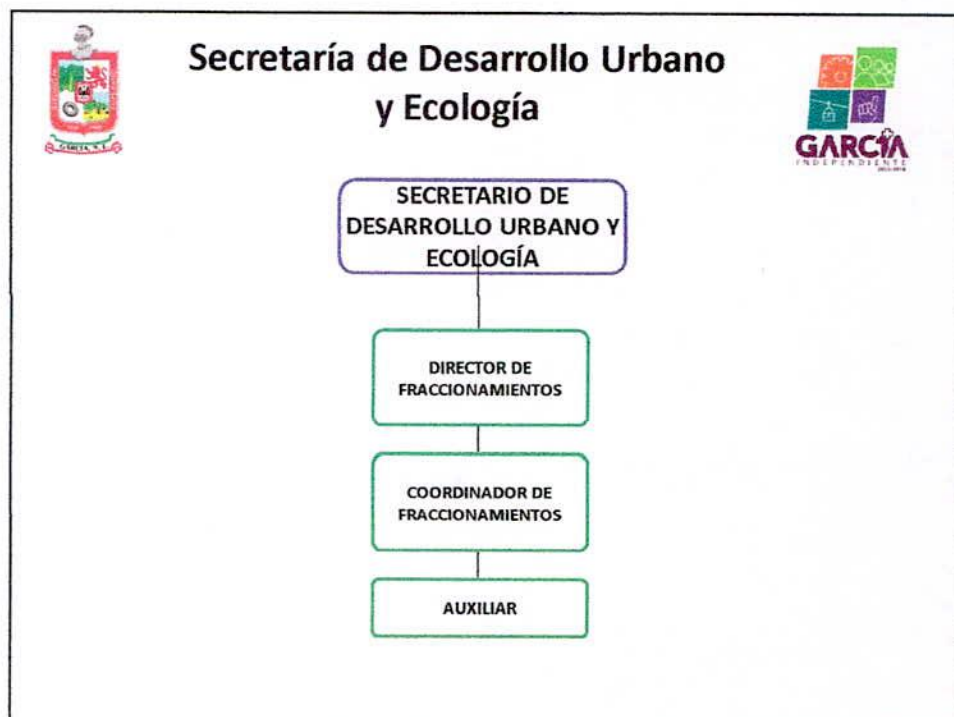 Secretaría de Desarrollo Urbano
y Ecología
GARCÍA, N. L.
GARCÍA
INDEPENDIENTE
SECRETARIO DE
DESARROLLO URBANO Y
ECOLOGÍA
DIRECTOR DE
FRACCIONAMIENTOS
COORDINADOR DE
FRACCIONAMIENTOS
AUXILIAR